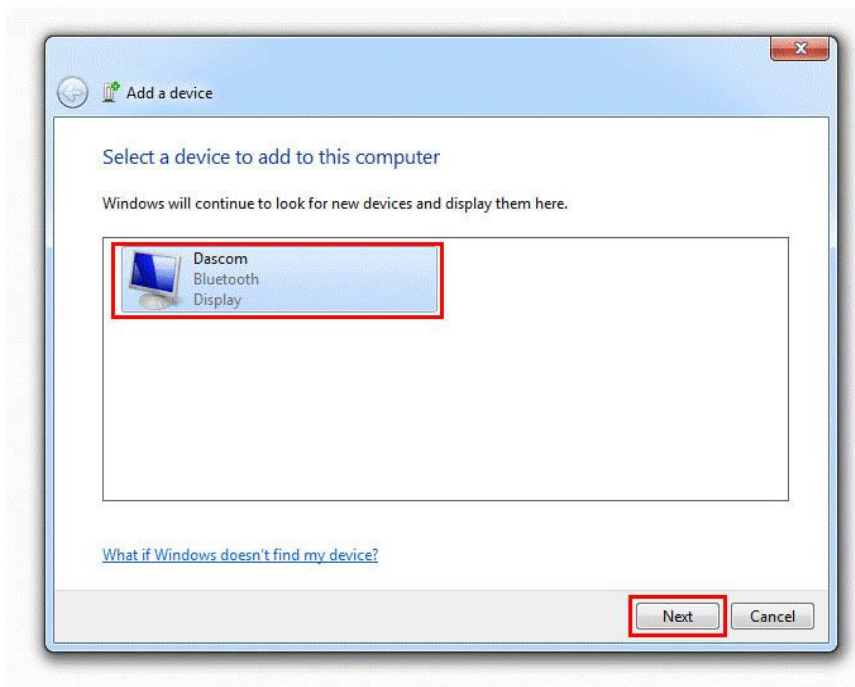 Add a device
Select a device to add to this computer
Windows will continue to look for new devices and display them here.
Dascom
Bluetooth
Display
What if Windows doesn't find my device?
Next
Cancel